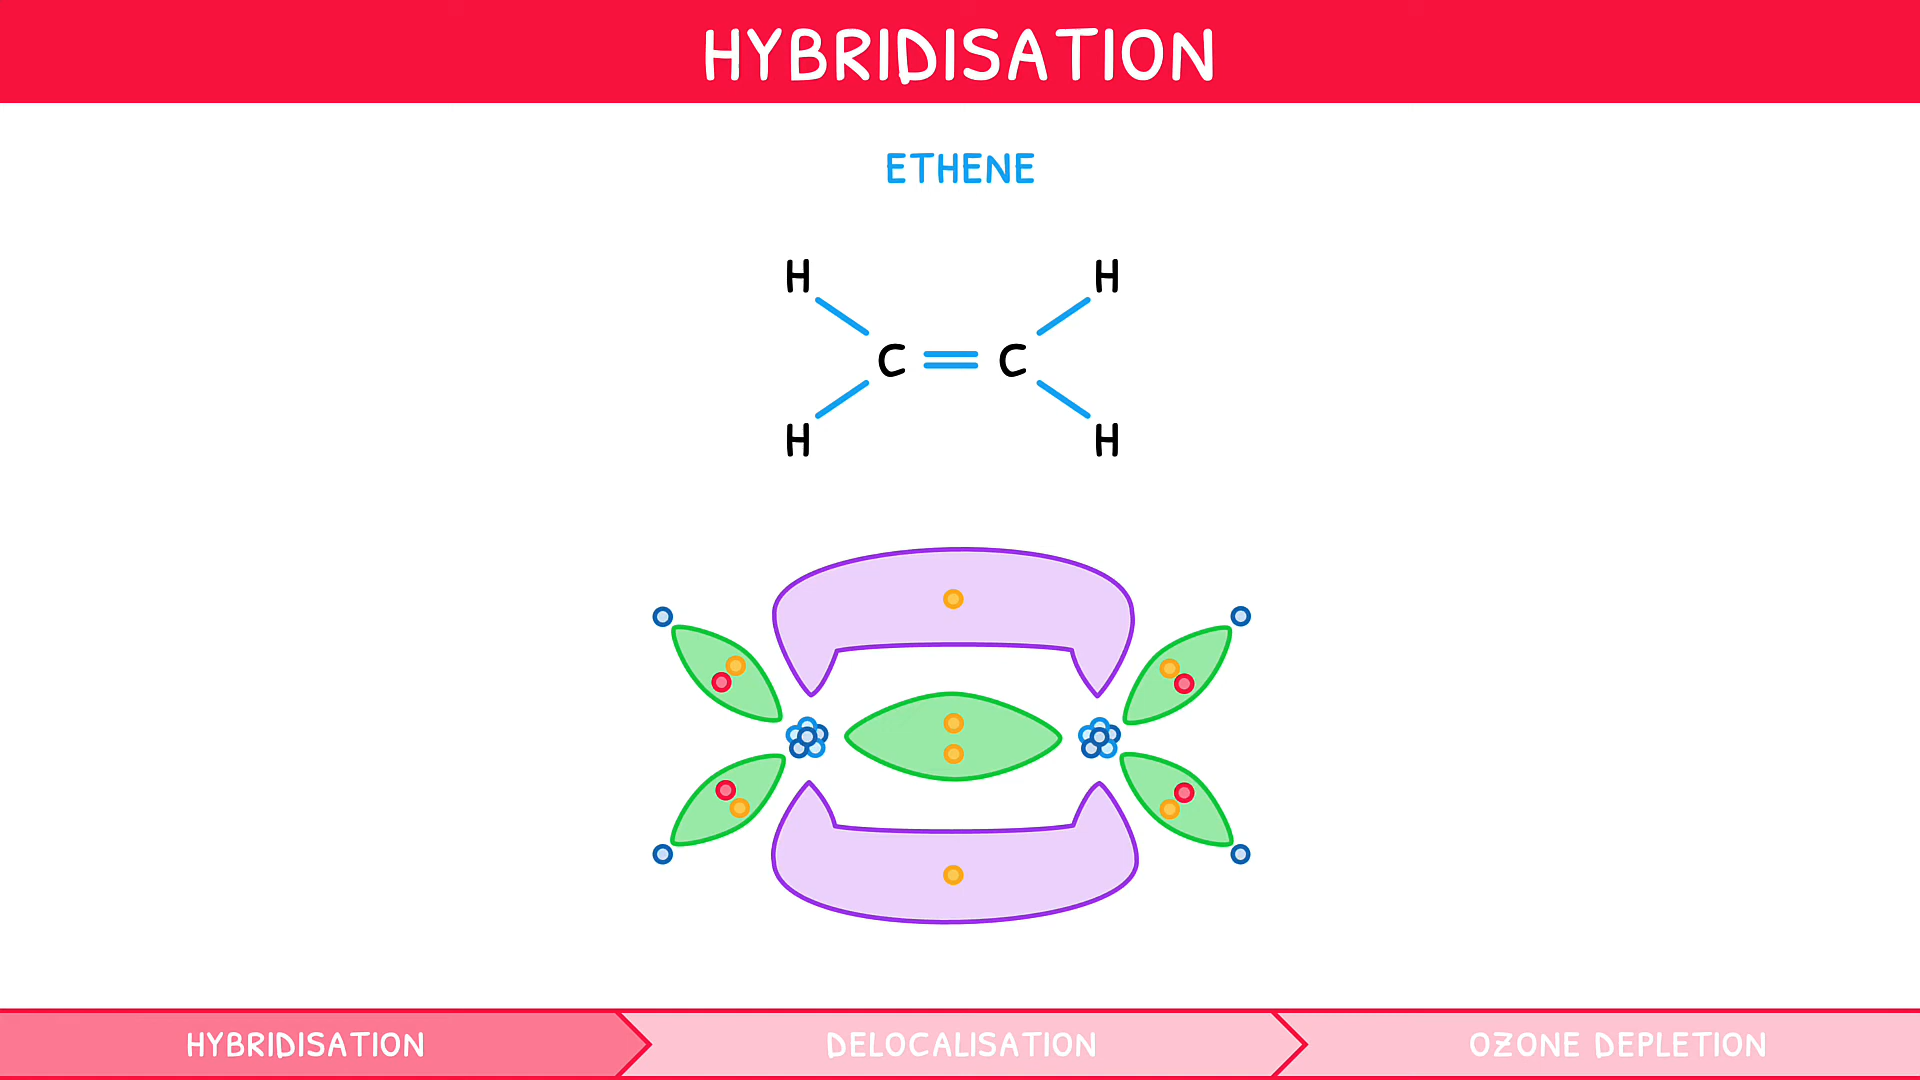 HYBRIDISATION
ETHENE
H H
C C
H H
HYBRIDISATION DELOCALISATION OZONE DEPLETION